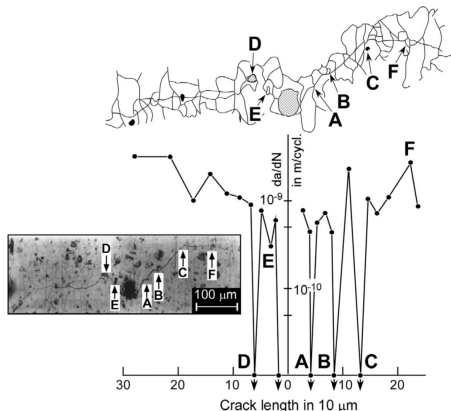 D
F
C
B
E
A
da/dN
in m/cycl.
F
10-9
E
D
C
F
B
A
E
10-10
100 µm
D
A
B
C
30 20 10 0 10 20
Crack length in 10 µm